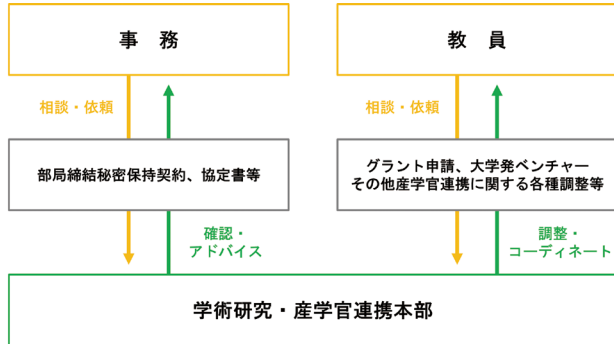 事　務
教　員
相談・依頼
相談・依頼
部局締結秘密保持契約、協定書等
グラント申請、大学発ベンチャー
その他産学官連携に関する各種調整等
確認・
アドバイス
調整・
コーディネート
学術研究・産学官連携本部